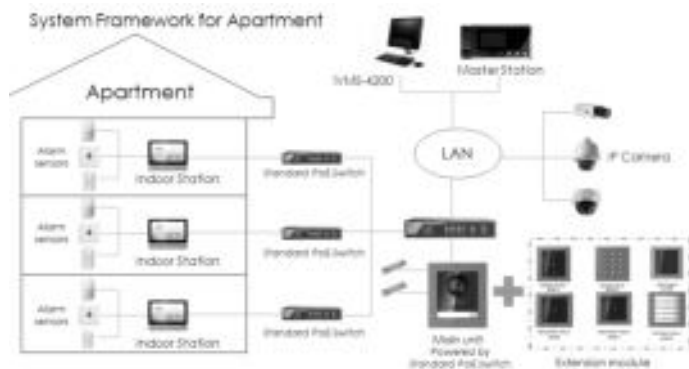 System Framework for Apartment
iVMS-4200
Master Station
Apartment
LAN
IP Camera
Alarm
sensors
Indoor Station
Standard PoE Switch
Alarm
sensors
Indoor Station
Standard PoE Switch
Alarm
sensors
Indoor Station
Standard PoE Switch
Main unit
Powered by
Standard PoE switch
Extension module